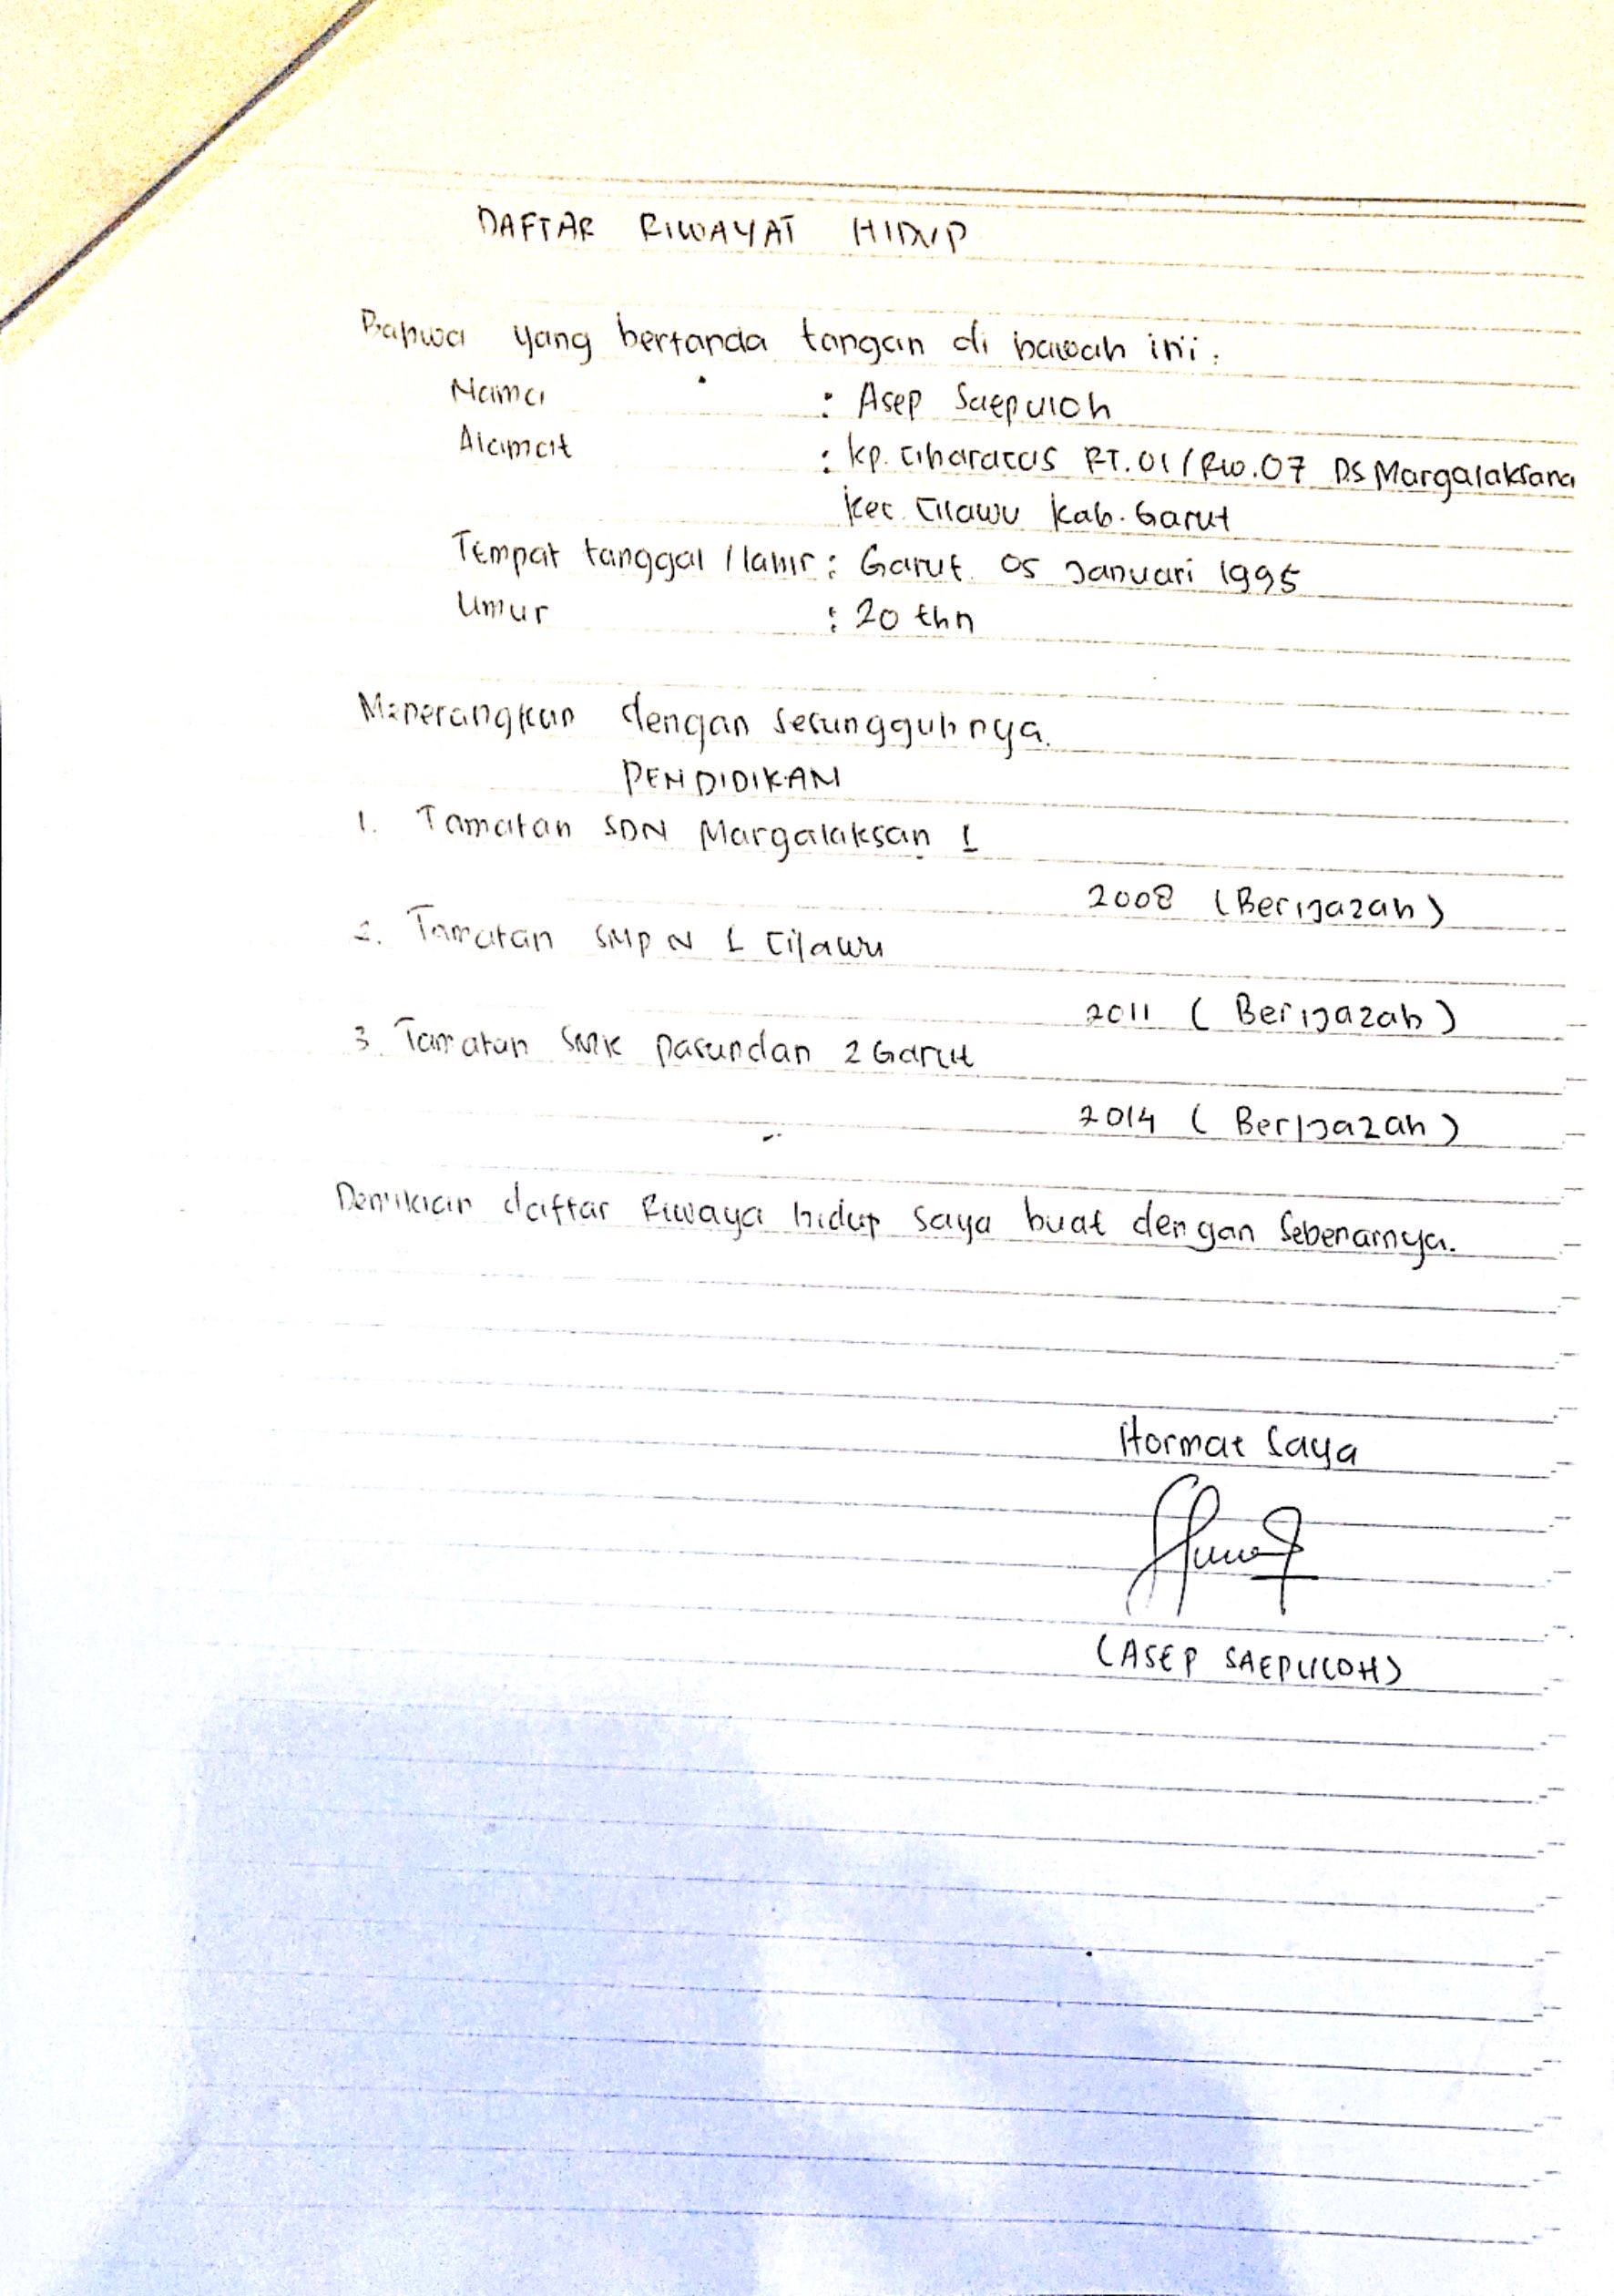 DAFTAR RIWAYAT HIDUP
Bahwa yang bertanda tangan di bawah ini :
Nama : Asep Saepuloh
Alamat : kp. Ciharacas RT.01/RW.07 DS Margalaksana
kec. Cilawu kab. Garut
Tempat tanggal / lahir : Garut. 05 Januari 1995
Umur : 20 thn
Menerangkan dengan sesungguhnya.
PENDIDIKAN
1. Tamatan SDN Margalaksan 1
2008 (Berijazah)
2. Tamatan SMP N 1 Cilawu
2011 ( Berijazah)
3 Tamatan SMK pasundan 2 Garut
2014 ( Berijazah)
Demikian daftar Riwaya hidup saya buat dengan sebenarnya.
Hormat saya
(ASEP SAEPULOH)